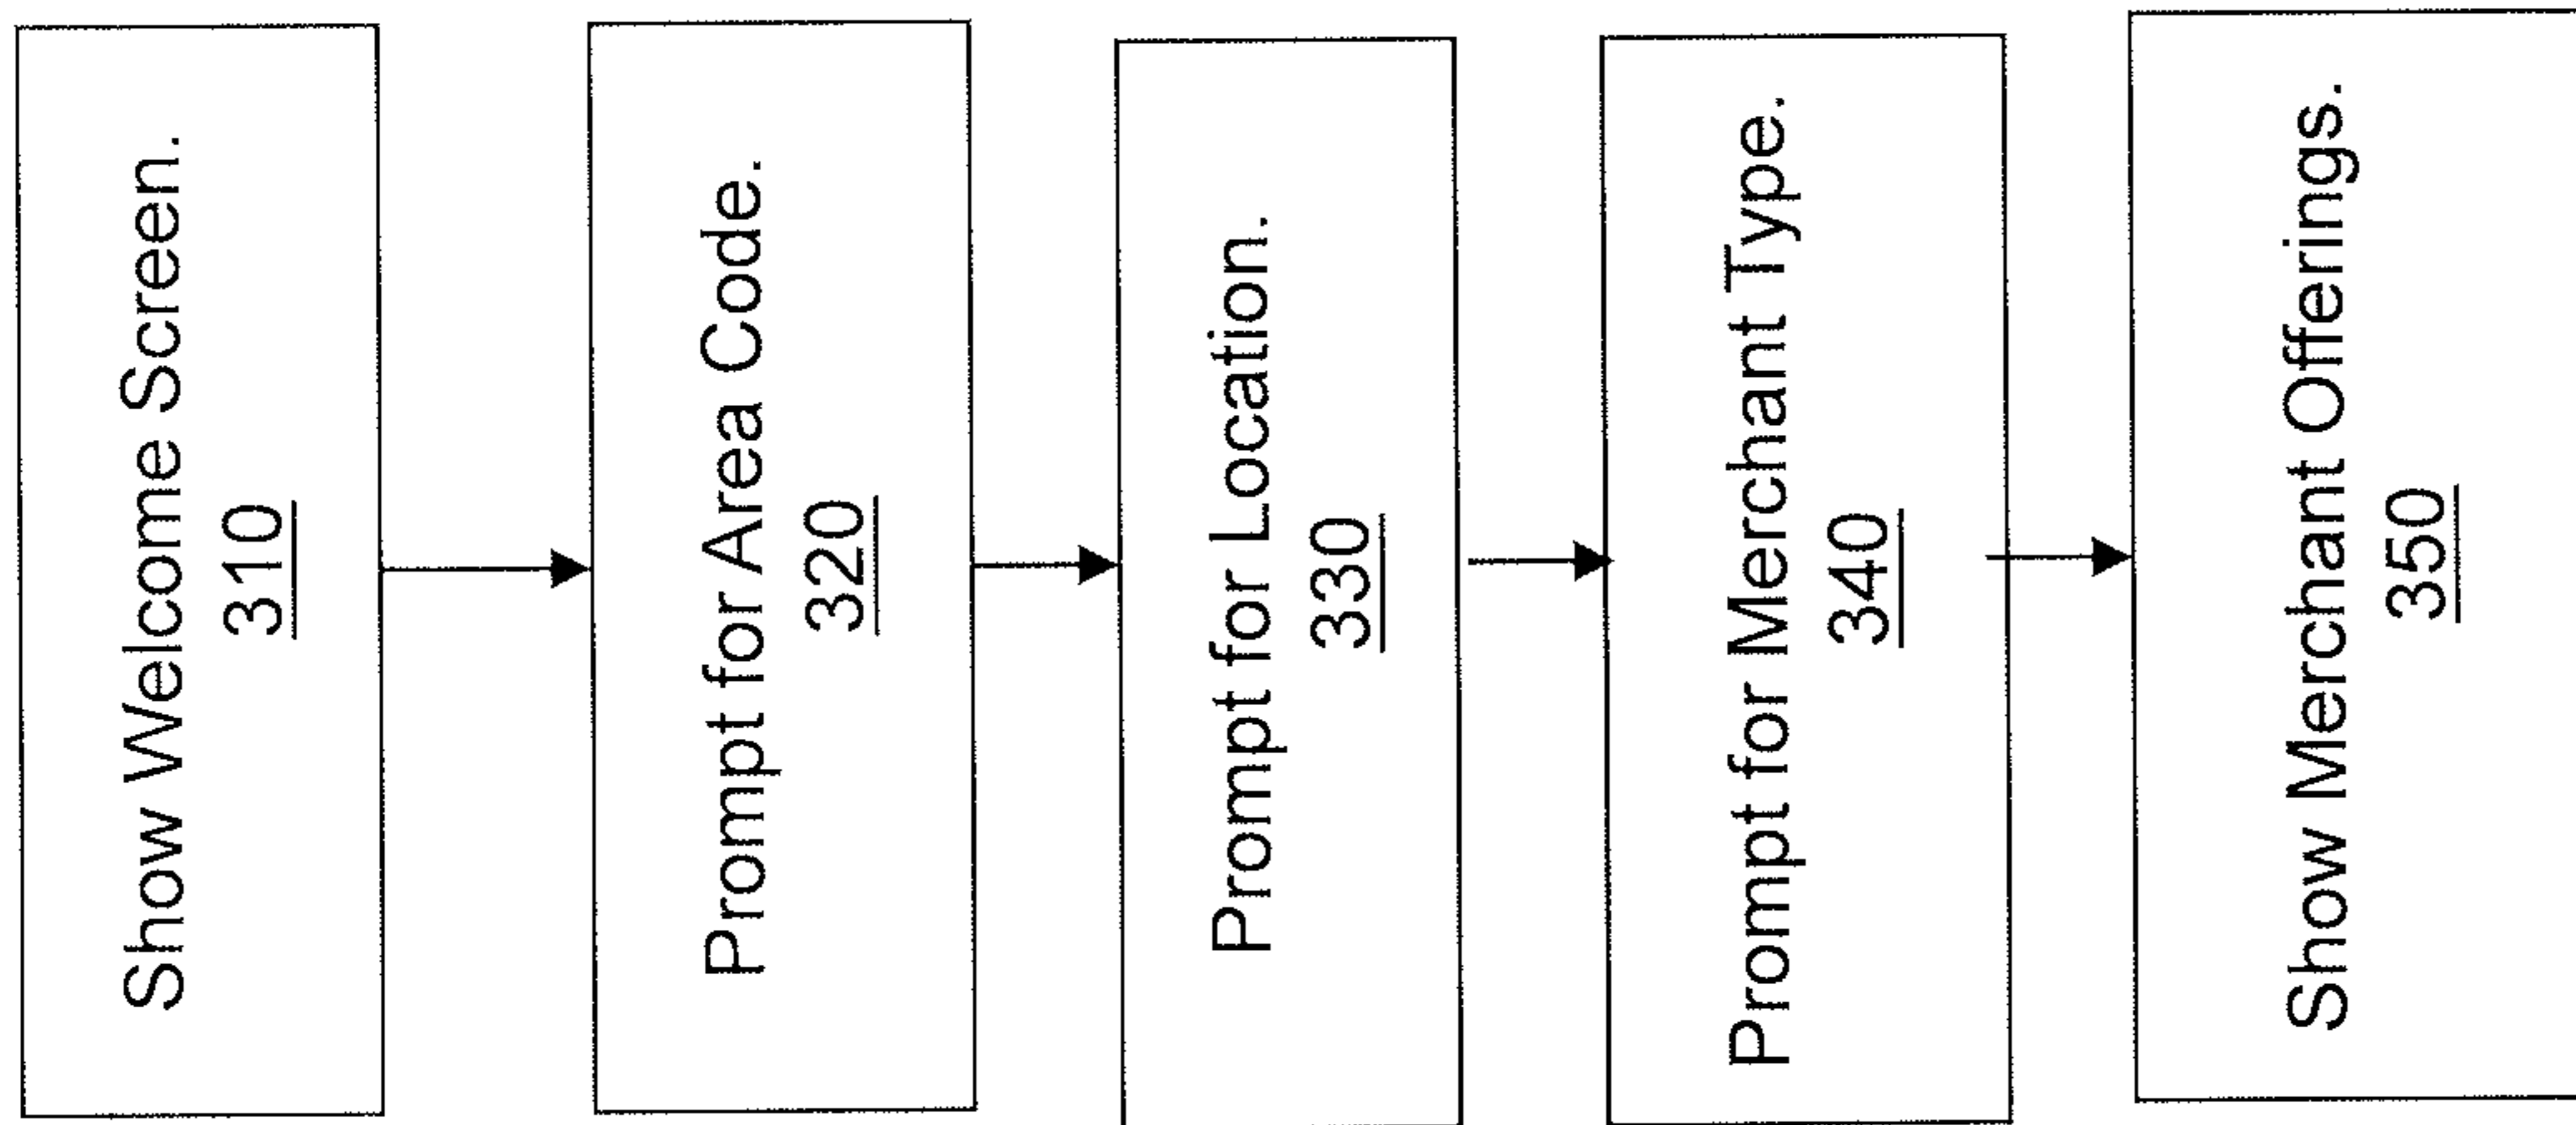 Show Welcome Screen.
310
Prompt for Area Code.
320
Prompt for Location.
330
Prompt for Merchant Type.
340
Show Merchant Offerings.
350